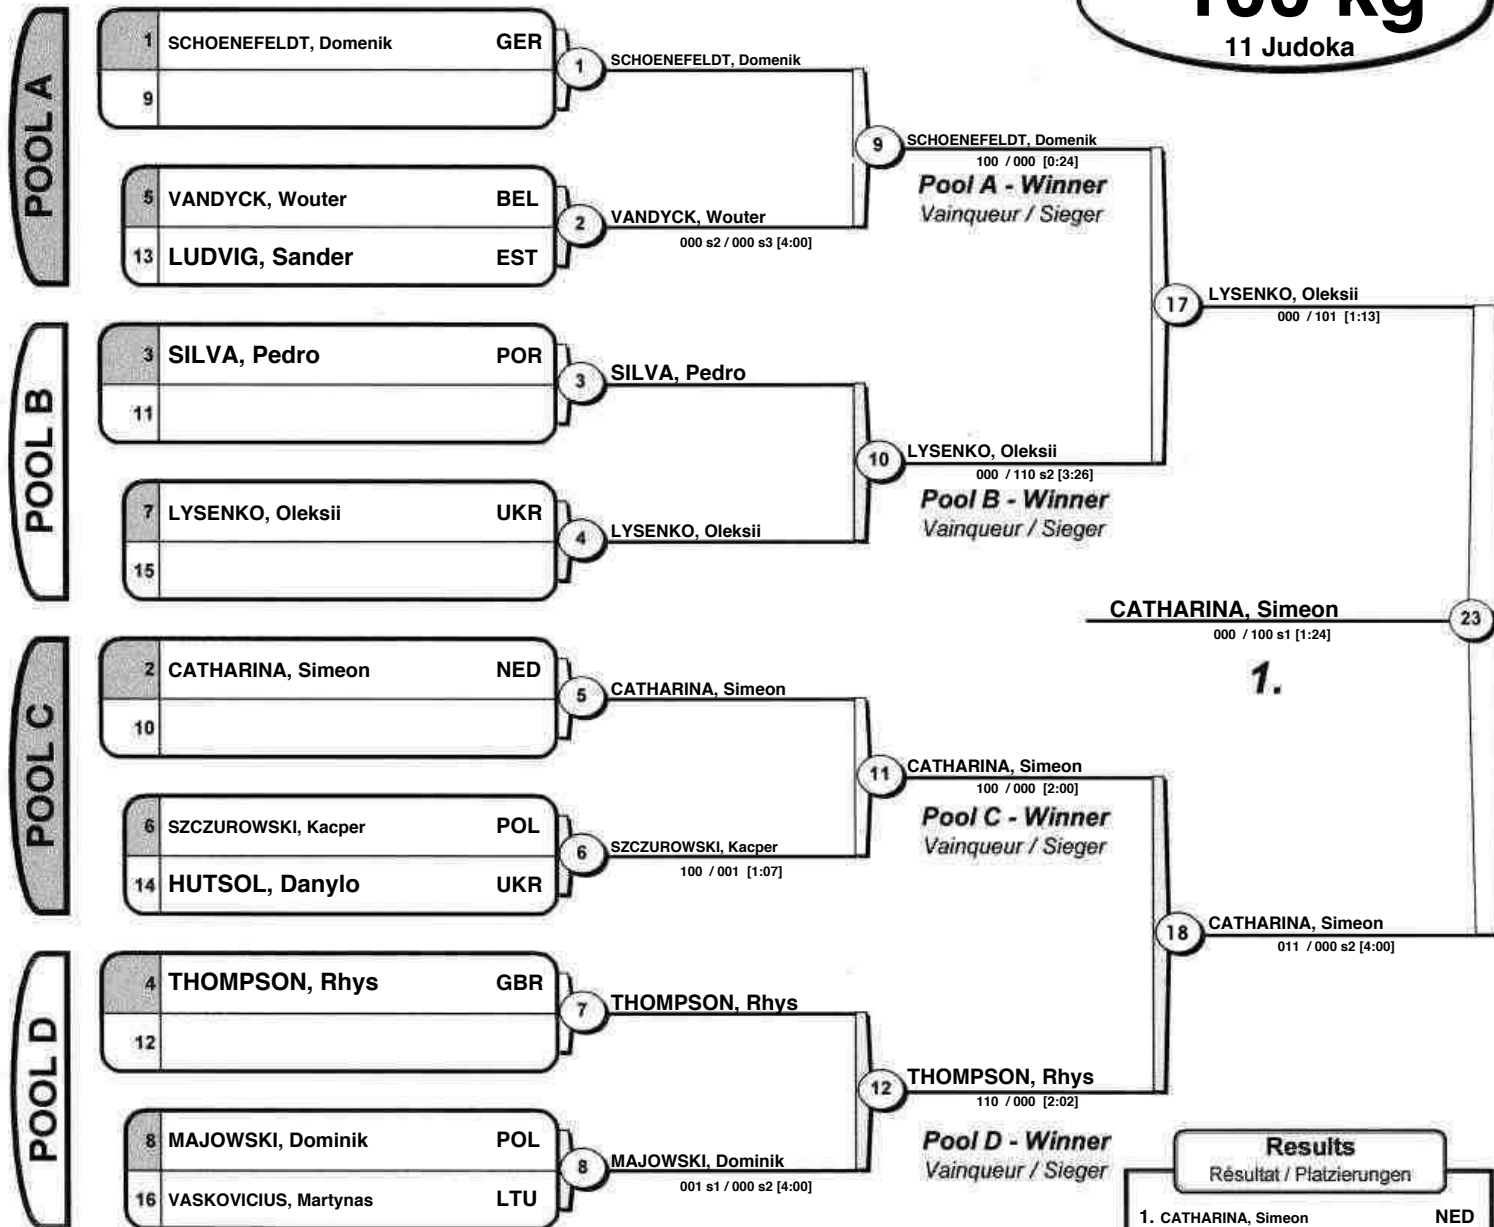 100 kg
11 Judoka
POOL A
1 SCHOENEFELDT, Domenik GER
9
5 VANDYCK, Wouter BEL
13 LUDVIG, Sander EST
1 SCHOENEFELDT, Domenik
2 VANDYCK, Wouter
000 s2 / 000 s3 [4:00]
9 SCHOENEFELDT, Domenik
100 / 000 [0:24]
Pool A - Winner
Vainqueur / Sieger
POOL B
3 SILVA, Pedro POR
11
7 LYSENKO, Oleksii UKR
15
3 SILVA, Pedro
4 LYSENKO, Oleksii
10 LYSENKO, Oleksii
000 / 110 s2 [3:26]
Pool B - Winner
Vainqueur / Sieger
17 LYSENKO, Oleksii
000 / 101 [1:13]
CATHARINA, Simeon 23
000 / 100 s1 [1:24]
1.
POOL C
2 CATHARINA, Simeon NED
10
6 SZCZUROWSKI, Kacper POL
14 HUTSOL, Danylo UKR
5 CATHARINA, Simeon
6 SZCZUROWSKI, Kacper
100 / 001 [1:07]
11 CATHARINA, Simeon
100 / 000 [2:00]
Pool C - Winner
Vainqueur / Sieger
18 CATHARINA, Simeon
011 / 000 s2 [4:00]
POOL D
4 THOMPSON, Rhys GBR
12
8 MAJOWSKI, Dominik POL
16 VASKOVICIUS, Martynas LTU
7 THOMPSON, Rhys
8 MAJOWSKI, Dominik
001 s1 / 000 s2 [4:00]
12 THOMPSON, Rhys
110 / 000 [2:02]
Pool D - Winner
Vainqueur / Sieger
Results
Résultat / Platzierungen
1. CATHARINA, Simeon NED